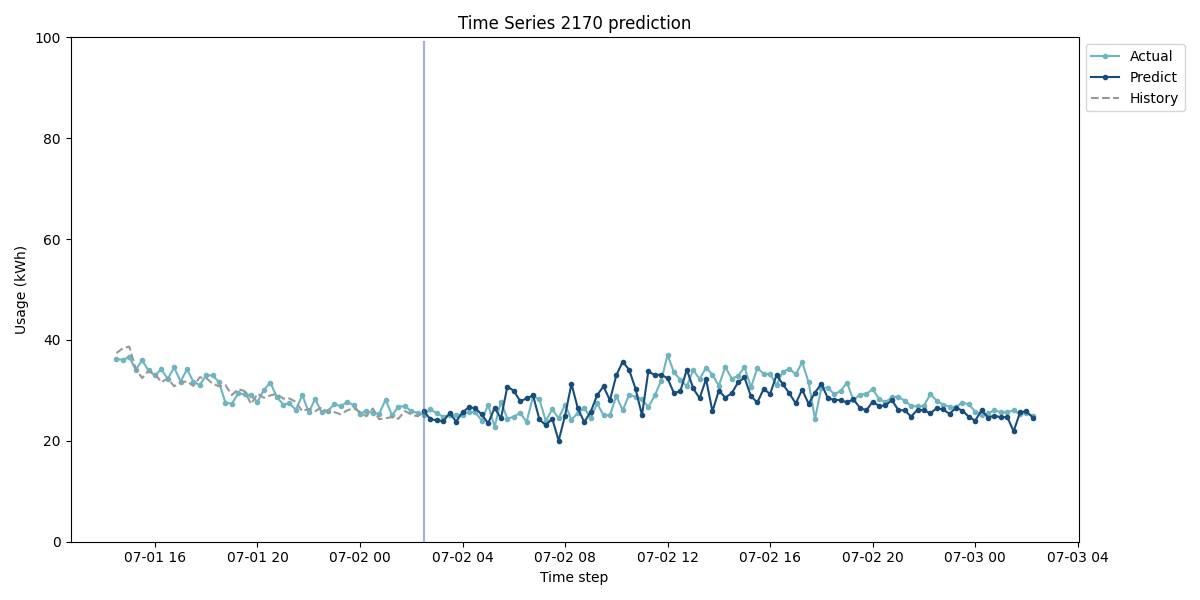 Time Series 2170 prediction
100
80
60
40
20
0
Usage (kWh)
07-01 16
07-01 20
07-02 00
07-02 04
07-02 08
07-02 12
07-02 16
07-02 20
07-03 00
07-03 04
Time step
Actual
Predict
History